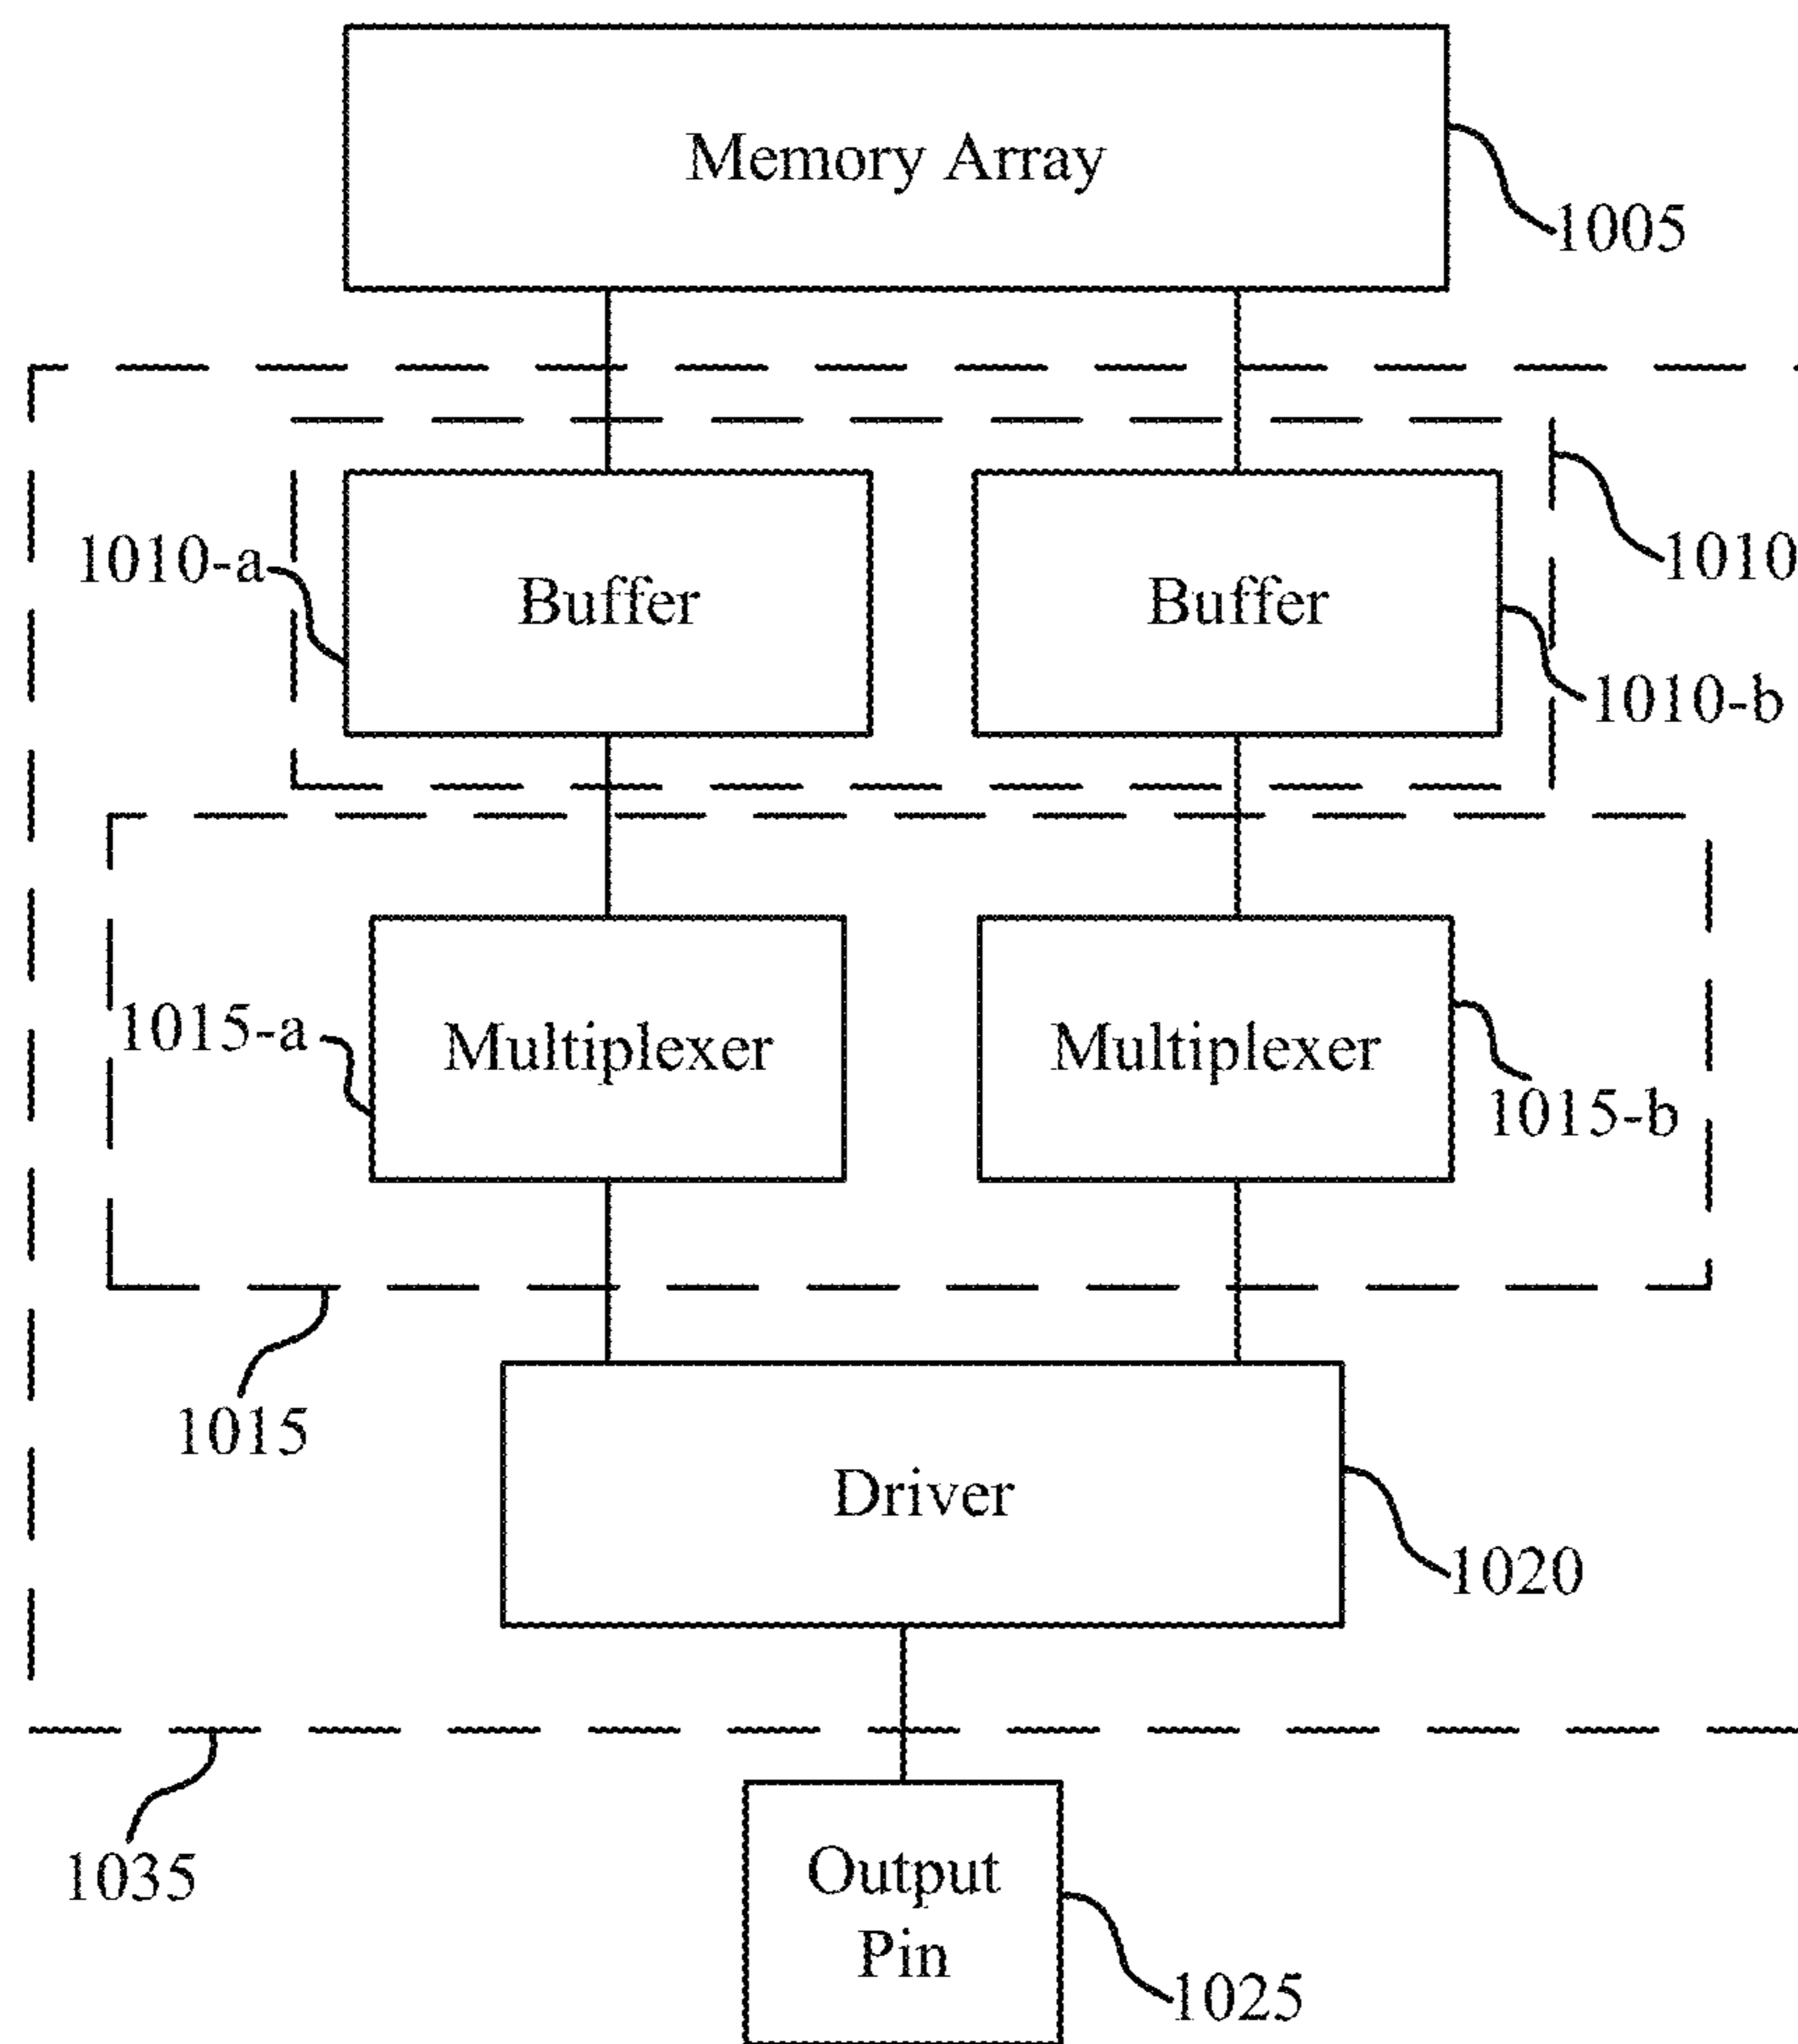 Memory Array
1005
1010-a
Buffer
Buffer
1010
1010-b
1015-a
Multiplexer
Multiplexer
1015-b
1015
Driver
1020
1035
Output
Pin
1025